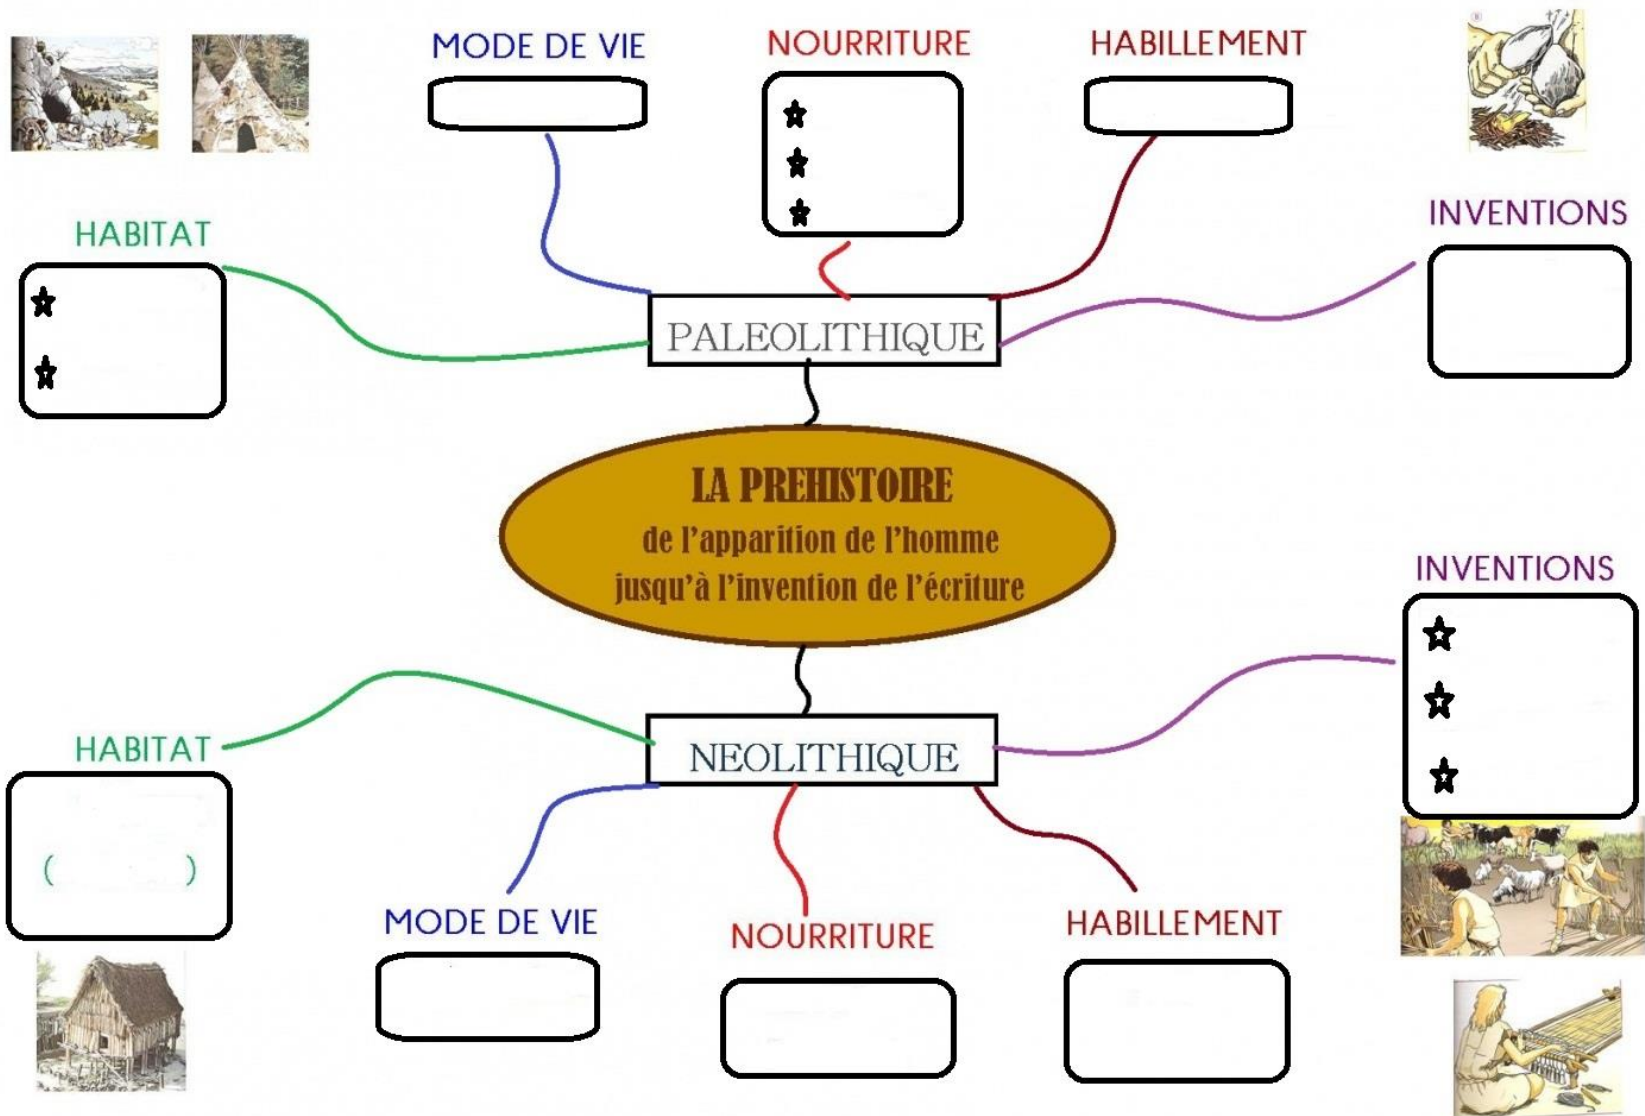 MODE DE VIE
NOURRITURE
HABILLEMENT
HABITAT
INVENTIONS
PALEOLITHIQUE
LA PREHISTOIRE
de l'apparition de l'homme
jusqu'à l'invention de l'écriture
INVENTIONS
HABITAT
NEOLITHIQUE
( )
MODE DE VIE
NOURRITURE
HABILLEMENT